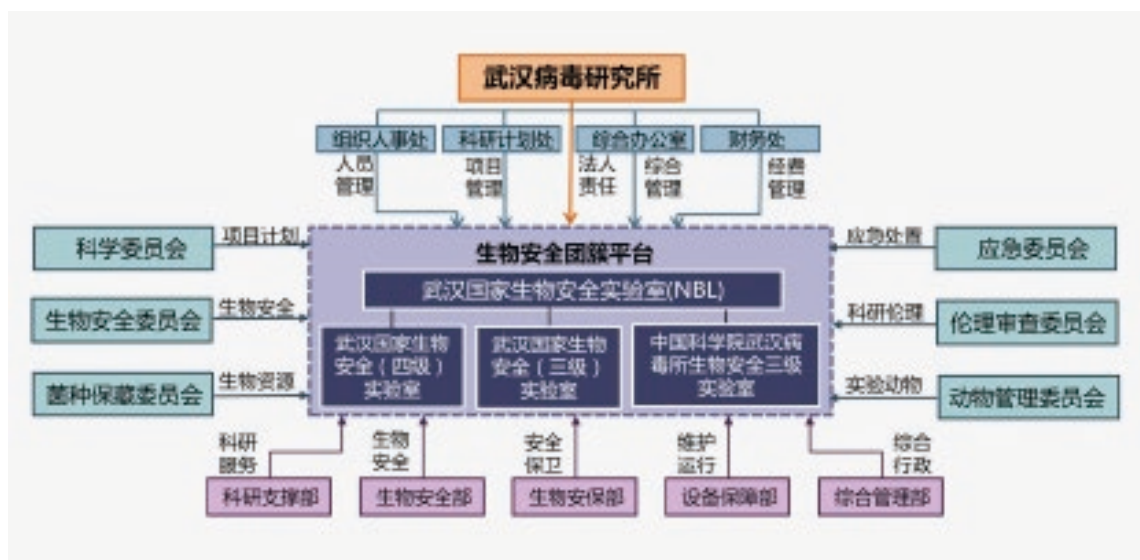 武汉病毒研究所
组织人事处
科研计划处
综合办公室
财务处
人员
管理
项目
管理
法人
责任
综合
管理
经费
管理
科学委员会
项目计划
生物安全委员会
生物安全
菌种保藏委员会
生物资源
生物安全团簇平台
武汉国家生物安全实验室(NBL)
武汉国家生物
安全（四级）
实验室
武汉国家生物
安全（三级）
实验室
中国科学院武汉病
毒所生物安全三级
实验室
应急处置
应急委员会
科研伦理
伦理审查委员会
实验动物
动物管理委员会
科研
服务
生物
安全
安全
保卫
维护
运行
综合
行政
科研支撑部
生物安全部
生物安保部
设备保障部
综合管理部